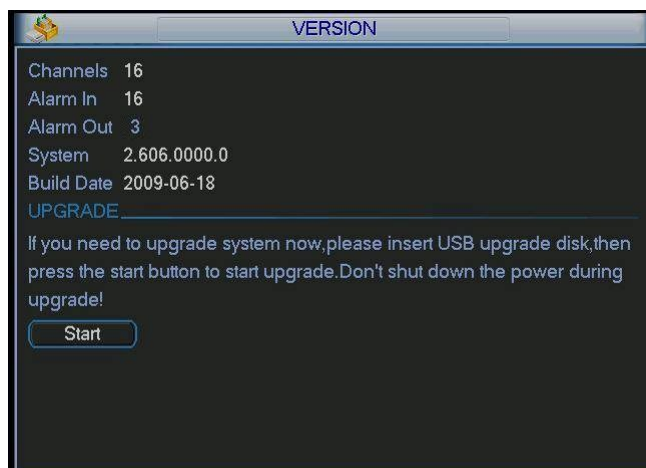 VERSION
Channels 16
Alarm In 16
Alarm Out 3
System 2.606.0000.0
Build Date 2009-06-18
UPGRADE
If you need to upgrade system now,please insert USB upgrade disk,then
press the start button to start upgrade.Don't shut down the power during
upgrade!
Start